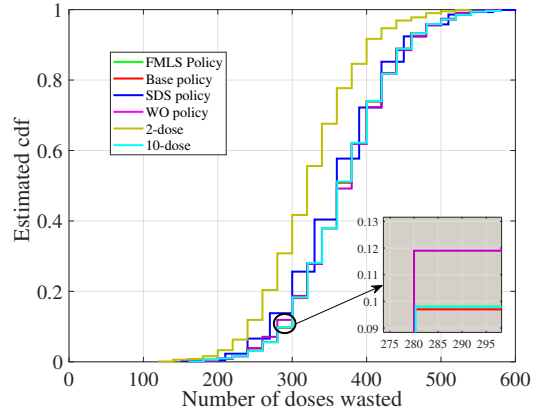 1
0.8
0.6
0.4
0.2
0
Estimated cdf
FMLS Policy
Base policy
SDS policy
WO policy
2-dose
10-dose
0.13
0.12
0.11
0.1
0.09
275 280 285 290 295
0 100 200 300 400 500 600
Number of doses wasted